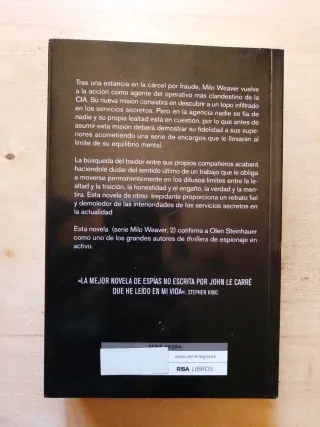 Tras una estancia en la cárcel por fraude, Milo Weaver vuelve
a la acción como agente del operativo más clandestino de la
CIA. Su nueva misión consistirá en descubrir a un topo infiltrado
en los servicios secretos. Pero en la agencia nadie se fía de
nadie y su propia lealtad está en cuestión, por lo que antes de
asumir esta misión deberá demostrar su fidelidad a sus supe-
riores acometiendo una serie de encargos que le llevarán al
límite de su equilibrio mental.
La búsqueda del traidor entre sus propios compañeros acabará
haciéndole dudar del sentido último de un trabajo que le obliga
a moverse permanentemente en los difusos límites entre la leal-
tad y la traición, la honestidad y el engaño, la verdad y la men-
tira. Esta novela de ritmo trepidante proporciona un retrato fiel
y demoledor de las interioridades de los servicios secretos en
la actualidad
Esta novela (serie Milo Weaver, 2) confirma a Olen Steinhauer
como uno de los grandes autores de thrillers de espionaje en
activo.
«LA MEJOR NOVELA DE ESPÍAS NO ESCRITA POR JOHN LE CARRÉ
QUE HE LEÍDO EN MI VIDA». STEPHEN KING
SERIE NEGRA
RBA LIBROS